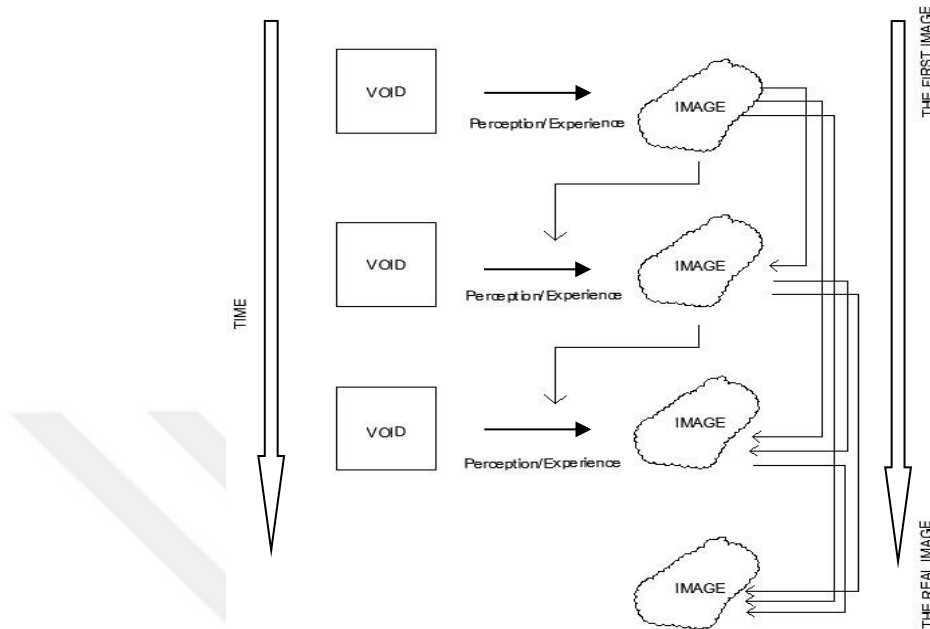 THE FIRST IMAGE
VOID
Perception/Experience
IMAGE
VOID
Perception/Experience
IMAGE
TIME
VOID
Perception/Experience
IMAGE
IMAGE
THE REAL IMAGE